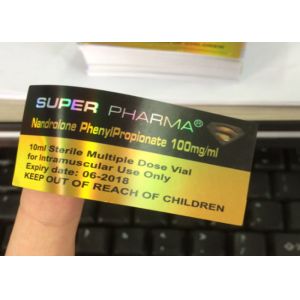 SUPER PHARMA®
Nandrolone PhenylPropionate 100mg/ml
10ml Sterile Multiple Dose Vial
for Intramuscular Use Only
Expiry date: 06-2018
KEEP OUT OF REACH OF CHILDREN